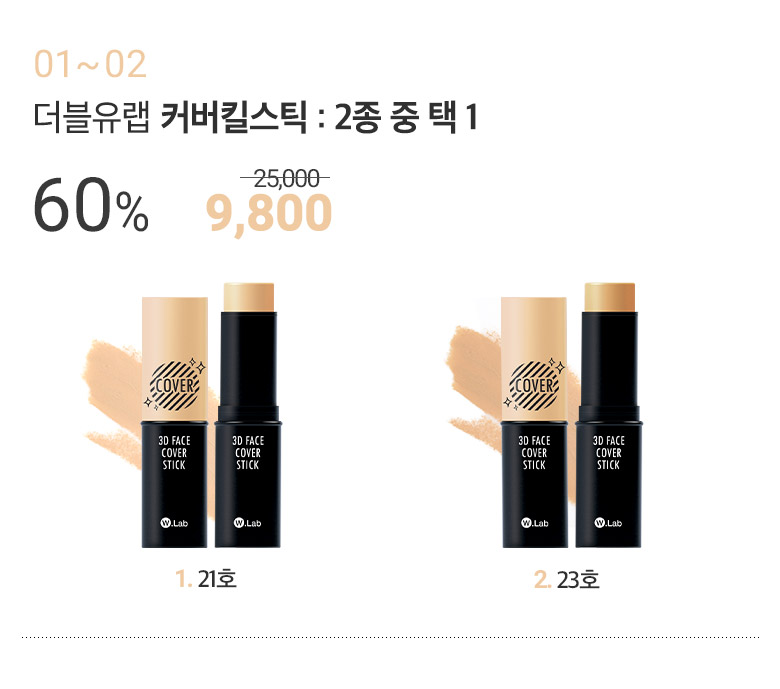 01~02
더블유랩 커버킬스틱 : 2종 중 택 1
60%
25,000
9,800
COVER
3D FACE
COVER
STICK
W.Lab
3D FACE
COVER
STICK
W.Lab
COVER
3D FACE
COVER
STICK
W.Lab
3D FACE
COVER
STICK
W.Lab
1. 21호
2. 23호